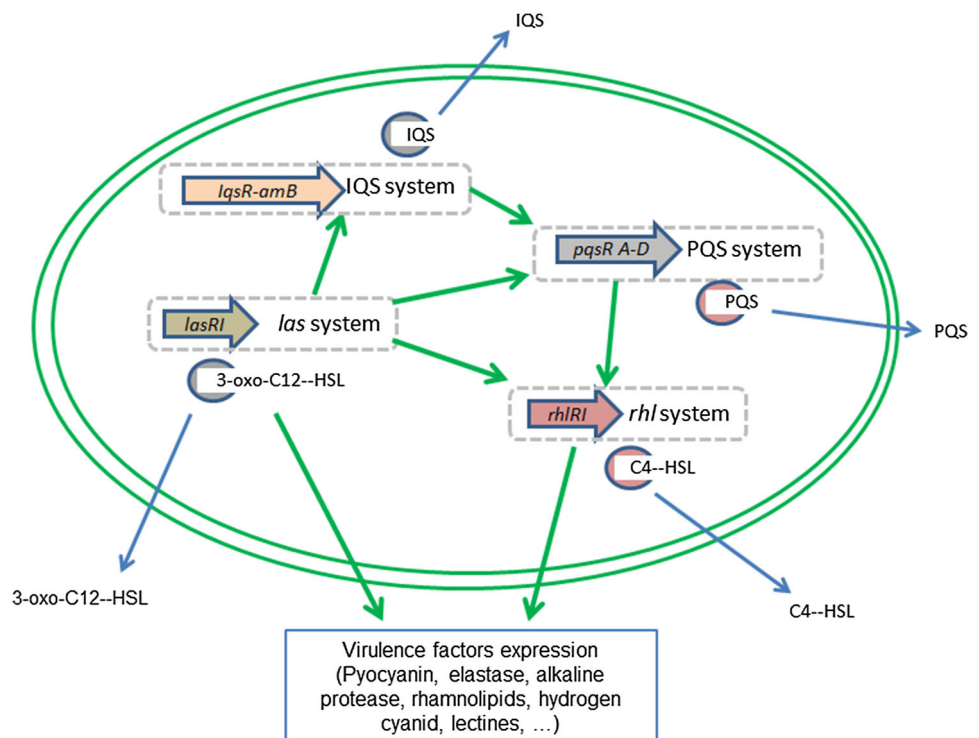 IQS
IQS
IqsR-amB
IQS system
pqsR A-D
PQS system
PQS
PQS
lasRI
las system
3-oxo-C12--HSL
rhlRI
rhl system
C4--HSL
3-oxo-C12--HSL
C4--HSL
Virulence factors expression
(Pyocyanin, elastase, alkaline
protease, rhamnolipids, hydrogen
cyanid, lectines, ...)